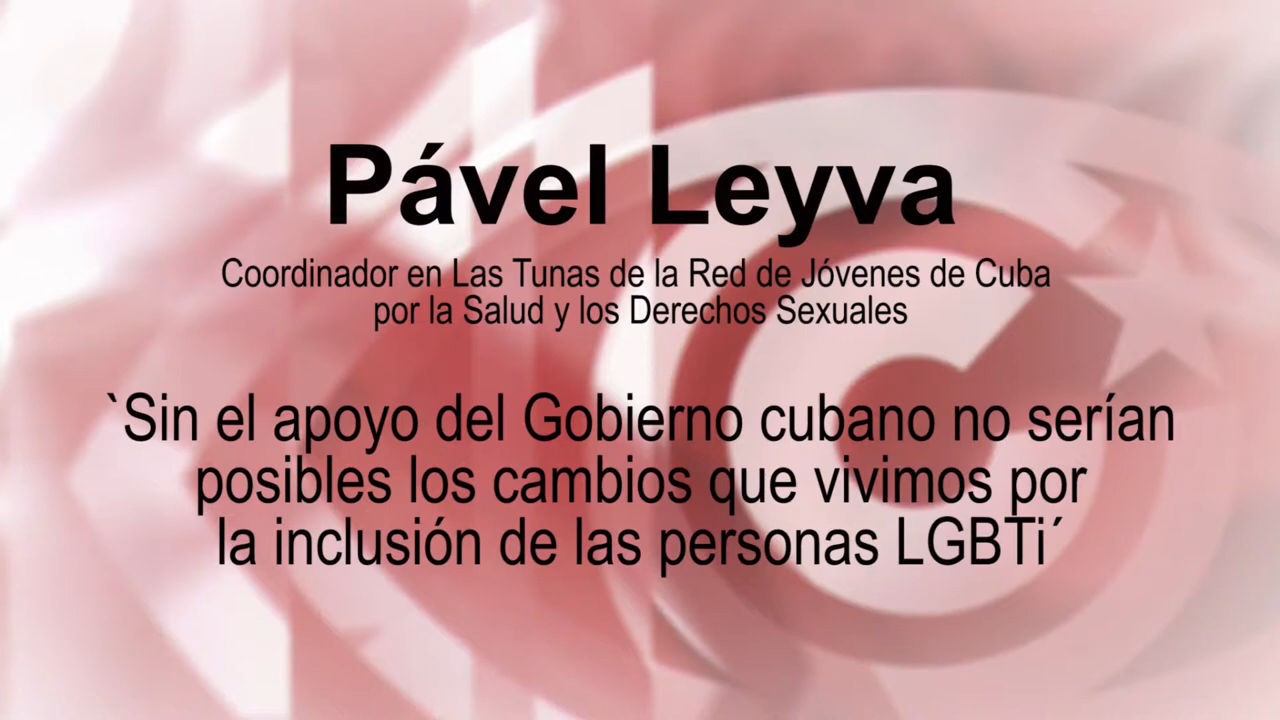 Pável Leyva
Coordinador en Las Tunas de la Red de Jóvenes de Cuba
por la Salud y los Derechos Sexuales
`Sin el apoyo del Gobierno cubano no serían
posibles los cambios que vivimos por
la inclusión de las personas LGBTi´